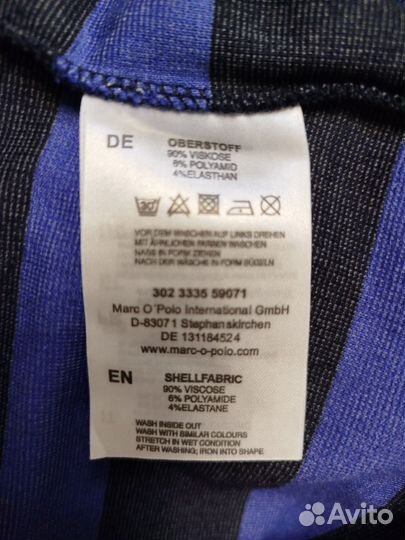 DE OBERSTOFF
90% VISKOSE
6% POLYAMID
4%ELASTHAN
30
VOR DEM WASCHEN AUF LINKS DREHEN
MIT ÄHNLICHEN FARBEN WASCHEN
NASS IN FORM ZIEHEN
NACH DER WÄSCHE IN FORM BÜGELN
302 3335 59071
Marc O´Polo International GmbH
D-83071 Stephanskirchen
DE 131184524
www.marc-o-polo.com
EN SHELLFABRIC
90% VISCOSE
6% POLYAMIDE
4%ELASTANE
WASH INSIDE OUT
WASH WITH SIMILAR COLOURS
STRETCH IN WET CONDITION
AFTER WASHING; IRON INTO SHAPE
Avito